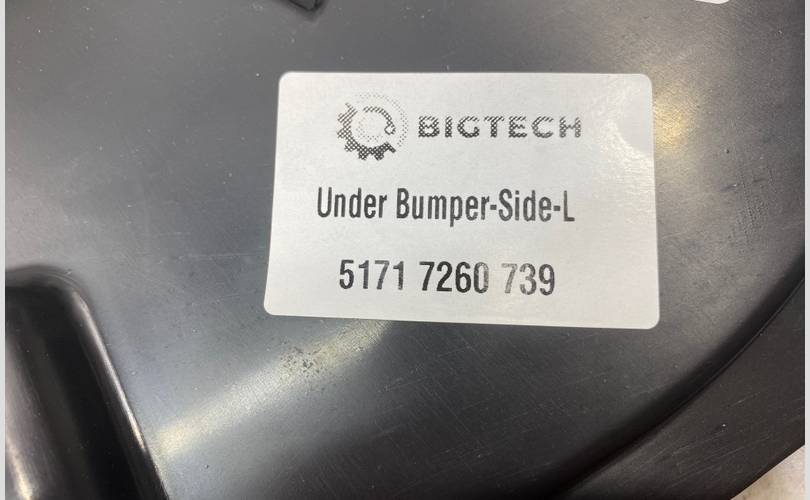 BIGTECH
Under Bumper-Side-L
5171 7260 739